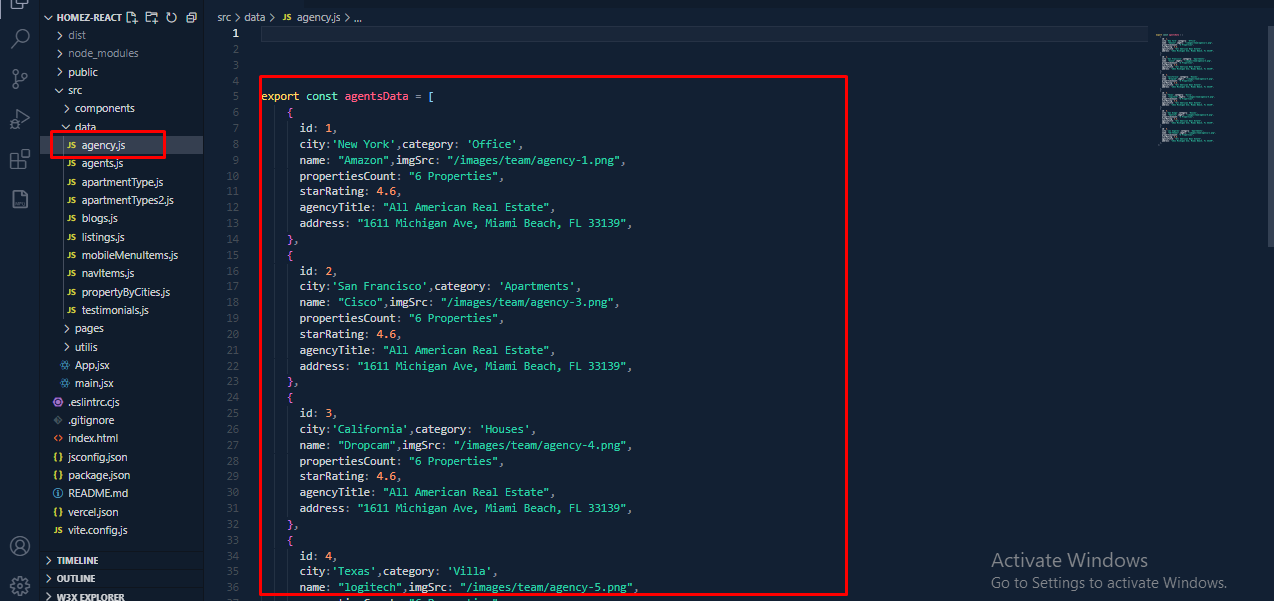 HOMEZ-REACT
dist
node_modules
public
src
components
data
JS agency.js
JS agents.js
JS apartmentType.js
JS apartmentTypes2.js
JS blogs.js
JS listings.js
JS mobileMenuItems.js
JS navItems.js
JS propertyByCities.js
JS testimonials.js
pages
utilis
App.jsx
main.jsx
.eslintrc.cjs
.gitignore
index.html
jsconfig.json
package.json
README.md
vercel.json
JS vite.config.js
TIMELINE
OUTLINE
W3X EXPLORER
src > data > JS agency.js > ...
1
2
3
4
5 export const agentsData = [
6 {
7 id: 1,
8 city:'New York',category: 'Office',
9 name: "Amazon",imgSrc: "/images/team/agency-1.png",
10 propertiesCount: "6 Properties",
11 starRating: 4.6,
12 agencyTitle: "All American Real Estate",
13 address: "1611 Michigan Ave, Miami Beach, FL 33139",
14 },
15 {
16 id: 2,
17 city:'San Francisco',category: 'Apartments',
18 name: "Cisco",imgSrc: "/images/team/agency-3.png",
19 propertiesCount: "6 Properties",
20 starRating: 4.6,
21 agencyTitle: "All American Real Estate",
22 address: "1611 Michigan Ave, Miami Beach, FL 33139",
23 },
24 {
25 id: 3,
26 city:'California',category: 'Houses',
27 name: "Dropcam",imgSrc: "/images/team/agency-4.png",
28 propertiesCount: "6 Properties",
29 starRating: 4.6,
30 agencyTitle: "All American Real Estate",
31 address: "1611 Michigan Ave, Miami Beach, FL 33139",
32 },
33 {
34 id: 4,
35 city:'Texas',category: 'Villa',
36 name: "logitech",imgSrc: "/images/team/agency-5.png",
Activate Windows
Go to Settings to activate Windows.